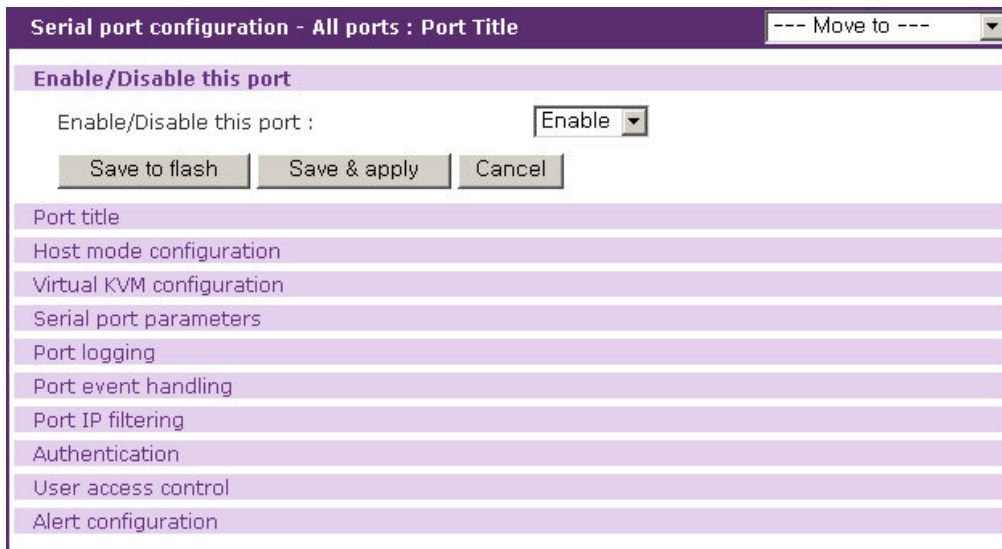 Serial port configuration - All ports : Port Title --- Move to ---
Enable/Disable this port
Enable/Disable this port : Enable
Save to flash Save & apply Cancel
Port title
Host mode configuration
Virtual KVM configuration
Serial port parameters
Port logging
Port event handling
Port IP filtering
Authentication
User access control
Alert configuration